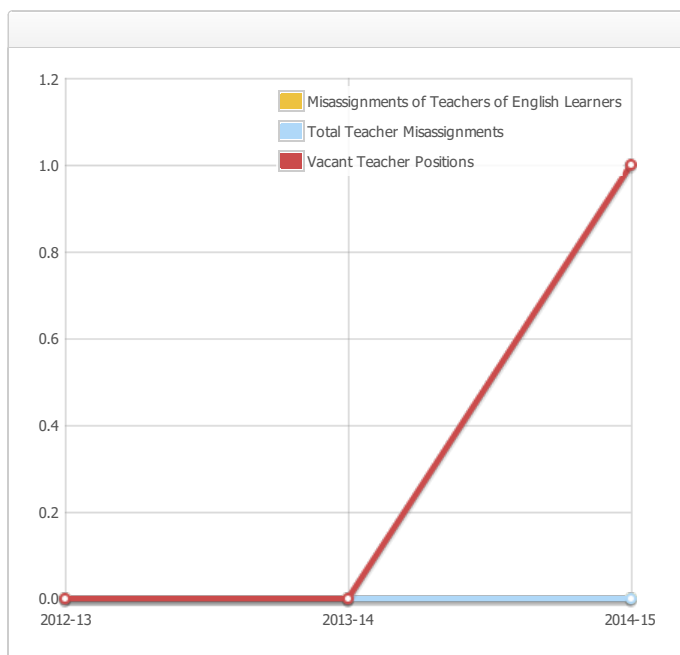 1.2
Misassignments of Teachers of English Learners
Total Teacher Misassignments
Vacant Teacher Positions
1.0
0.8
0.6
0.4
0.2
0.0
2012-13 2013-14 2014-15